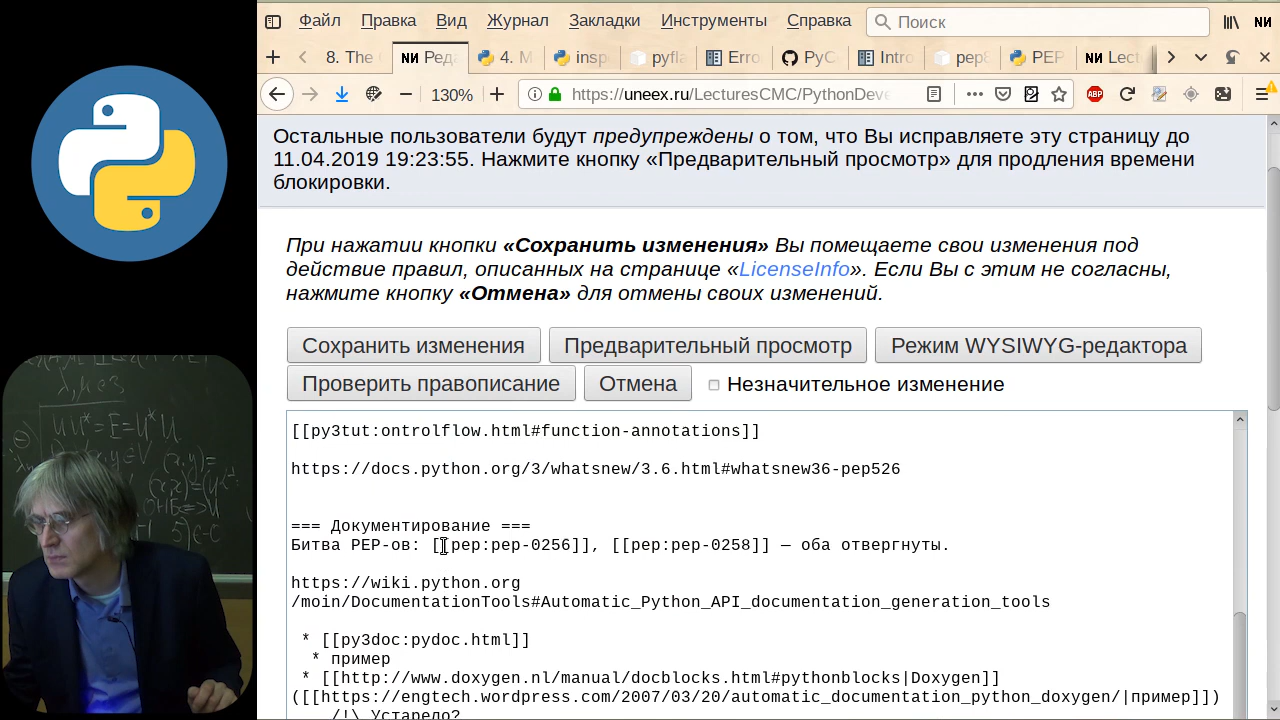 Файл Правка Вид Журнал Закладки Инструменты Справка Поиск
8. The Реда 4. M insp pyfla Erro PyC Intro pep8 PEP Lect
130% https://uneex.ru/LecturesCMC/PythonDeve ABP
Остальные пользователи будут предупреждены о том, что Вы исправляете эту страницу до
11.04.2019 19:23:55. Нажмите кнопку «Предварительный просмотр» для продления времени
блокировки.
При нажатии кнопки «Сохранить изменения» Вы помещаете свои изменения под
действие правил, описанных на странице «LicenseInfo». Если Вы с этим не согласны,
нажмите кнопку «Отмена» для отмены своих изменений.
Сохранить изменения Предварительный просмотр Режим WYSIWYG-редактора
Проверить правописание Отмена Незначительное изменение
[[py3tut:ontrolflow.html#function-annotations]]
https://docs.python.org/3/whatsnew/3.6.html#whatsnew36-pep526
=== Документирование ===
Битва PEP-ов: [[pep:pep-0256]], [[pep:pep-0258]] — оба отвергнуты.
https://wiki.python.org
/moin/DocumentationTools#Automatic_Python_API_documentation_generation_tools
* [[py3doc:pydoc.html]]
* пример
* [[http://www.doxygen.nl/manual/docblocks.html#pythonblocks|Doxygen]]
([[https://engtech.wordpress.com/2007/03/20/automatic_documentation_python_doxygen/|пример]])
/!\ Устарело?